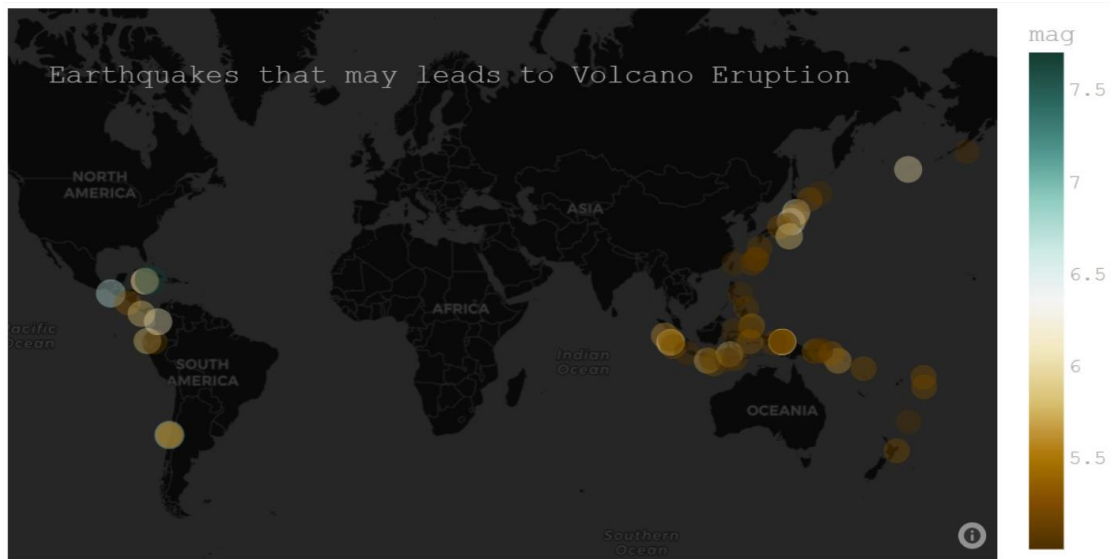 mag
Earthquakes that may leads to Volcano Eruption
7.5
NORTH
AMERICA
7
ASIA
6.5
AFRICA
Pacific
Ocean
Indian
Ocean
SOUTH
AMERICA
6
OCEANIA
5.5
Southern
Ocean